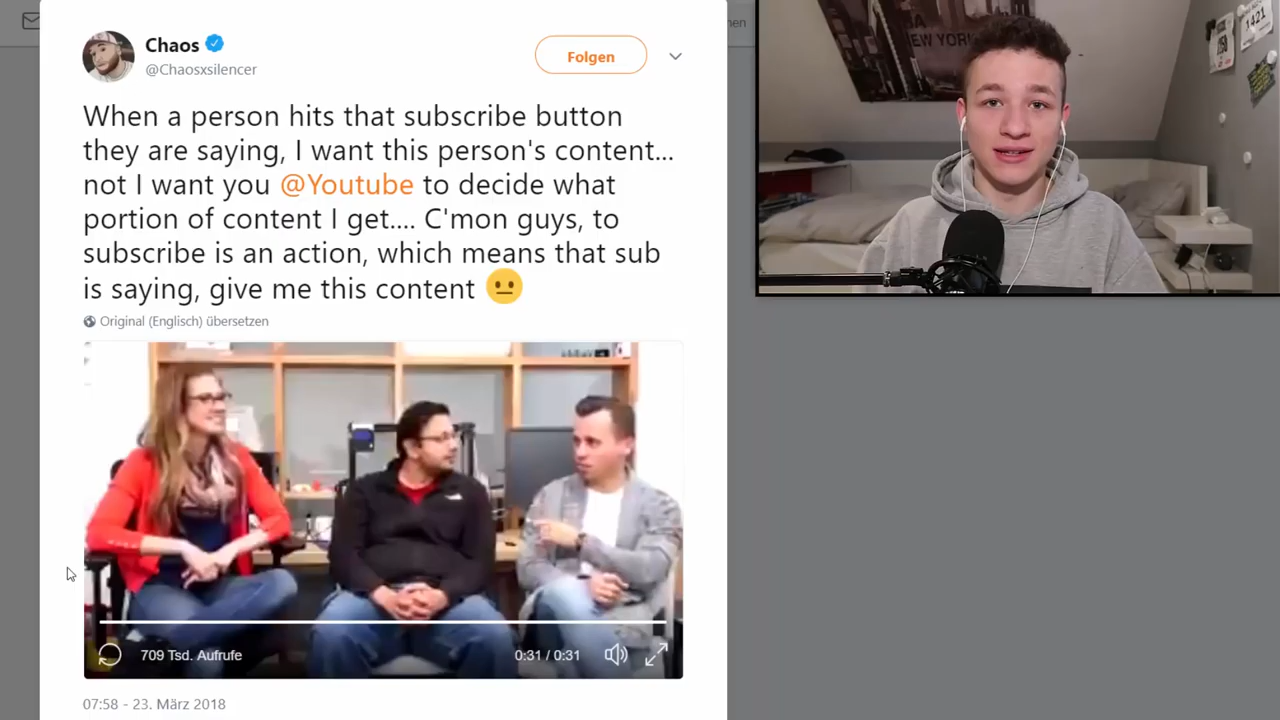 Chaos
@Chaosxsilencer
Folgen
When a person hits that subscribe button
they are saying, I want this person's content...
not I want you @Youtube to decide what
portion of content I get.... C'mon guys, to
subscribe is an action, which means that sub
is saying, give me this content 😐
Original (Englisch) übersetzen
709 Tsd. Aufrufe
0:31 / 0:31
07:58 - 23. März 2018
NEW YORK
1421